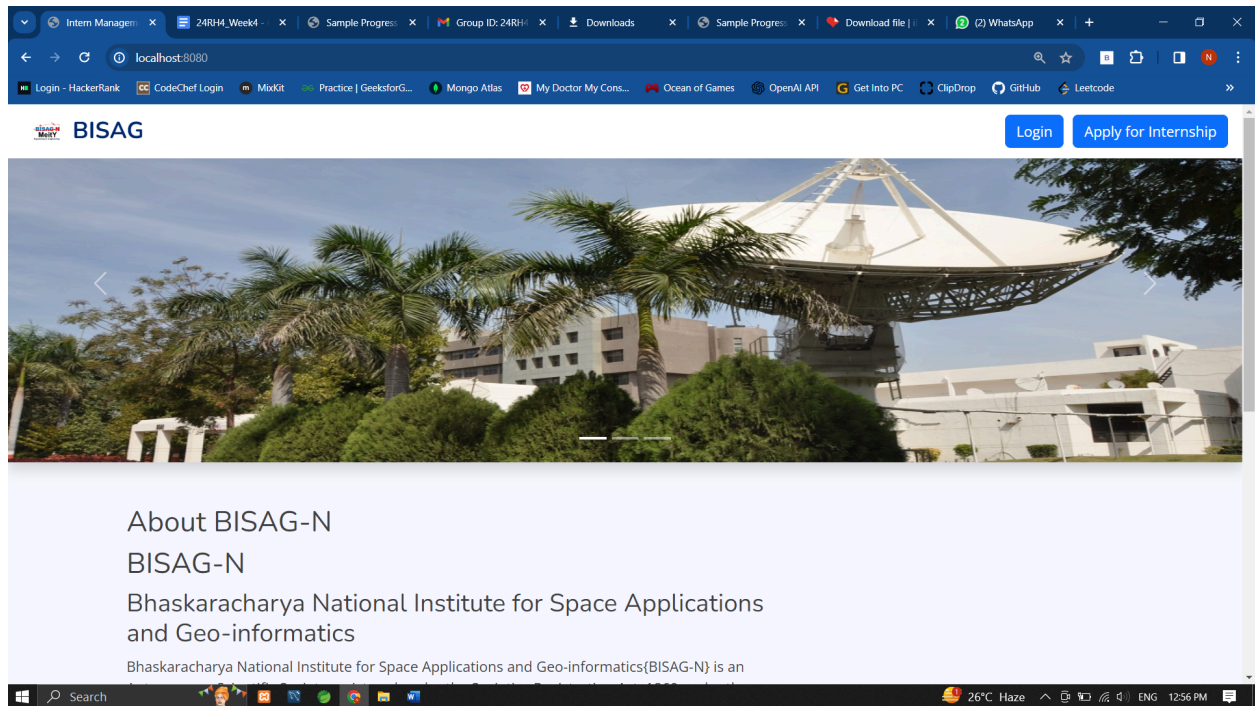 Intern Managem
24RH4_Week4 -
Sample Progress
Group ID: 24RH4
Downloads
Sample Progress
Download file | i
(2) WhatsApp
localhost:8080
N
Login - HackerRank
CodeChef Login
MixKit
Practice | GeeksforG...
Mongo Atlas
My Doctor My Cons...
Ocean of Games
OpenAI API
Get Into PC
ClipDrop
GitHub
Leetcode
BISAG-N
MeitY
BISAG
Login
Apply for Internship
About BISAG-N
BISAG-N
Bhaskaracharya National Institute for Space Applications
and Geo-informatics
Bhaskaracharya National Institute for Space Applications and Geo-informatics{BISAG-N} is an
Search
26°C Haze
ENG
12:56 PM